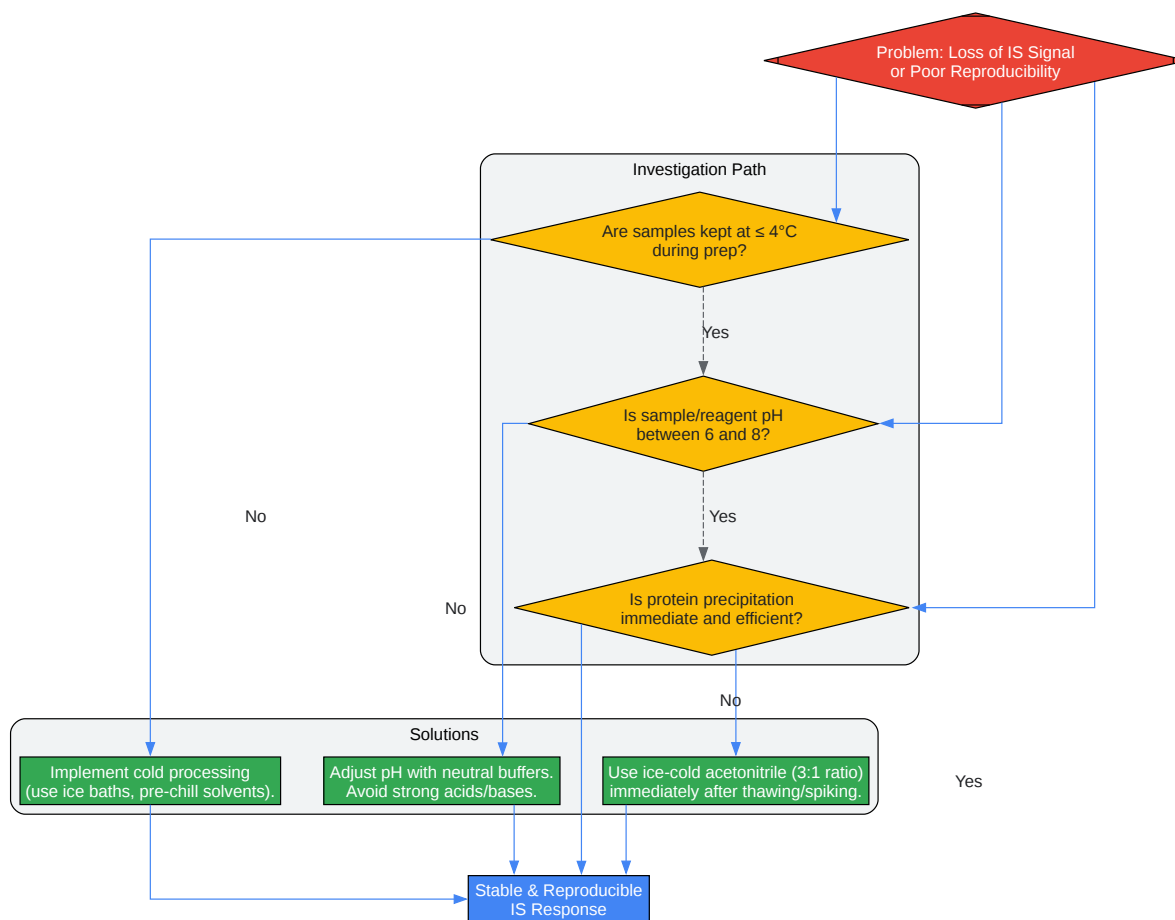 Problem: Loss of IS Signal
or Poor Reproducibility
Investigation Path
Are samples kept at ≤ 4°C
during prep?
Yes
Is sample/reagent pH
between 6 and 8?
No
Yes
Is protein precipitation
immediate and efficient?
No
No
Solutions
Implement cold processing
(use ice baths, pre-chill solvents).
Adjust pH with neutral buffers.
Avoid strong acids/bases.
Use ice-cold acetonitrile (3:1 ratio)
immediately after thawing/spiking.
Yes
Stable & Reproducible
IS Response